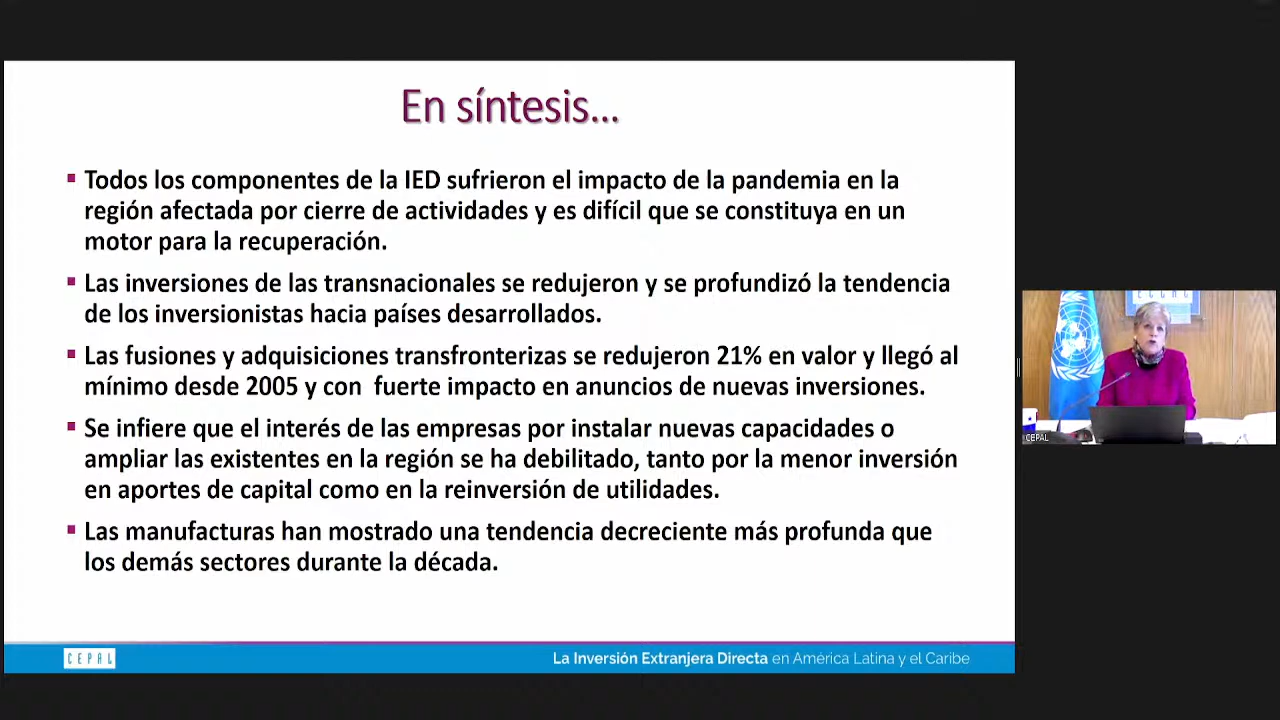 En síntesis...
Todos los componentes de la IED sufrieron el impacto de la pandemia en la
región afectada por cierre de actividades y es difícil que se constituya en un
motor para la recuperación.
Las inversiones de las transnacionales se redujeron y se profundizó la tendencia
de los inversionistas hacia países desarrollados.
Las fusiones y adquisiciones transfronterizas se redujeron 21% en valor y llegó al
mínimo desde 2005 y con fuerte impacto en anuncios de nuevas inversiones.
Se infiere que el interés de las empresas por instalar nuevas capacidades o
ampliar las existentes en la región se ha debilitado, tanto por la menor inversión
en aportes de capital como en la reinversión de utilidades.
Las manufacturas han mostrado una tendencia decreciente más profunda que
los demás sectores durante la década.
CEPAL
La Inversión Extranjera Directa en América Latina y el Caribe
CEPAL